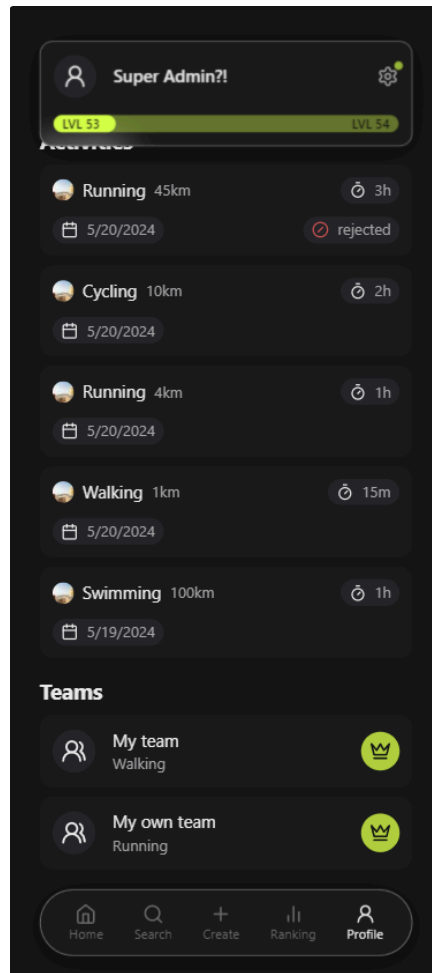 Super Admin?!
LVL 53 LVL 54
Activities
Running 45km 3h
5/20/2024 rejected
Cycling 10km 2h
5/20/2024
Running 4km 1h
5/20/2024
Walking 1km 15m
5/20/2024
Swimming 100km 1h
5/19/2024
Teams
My team
Walking
My own team
Running
Home Search Create Ranking Profile